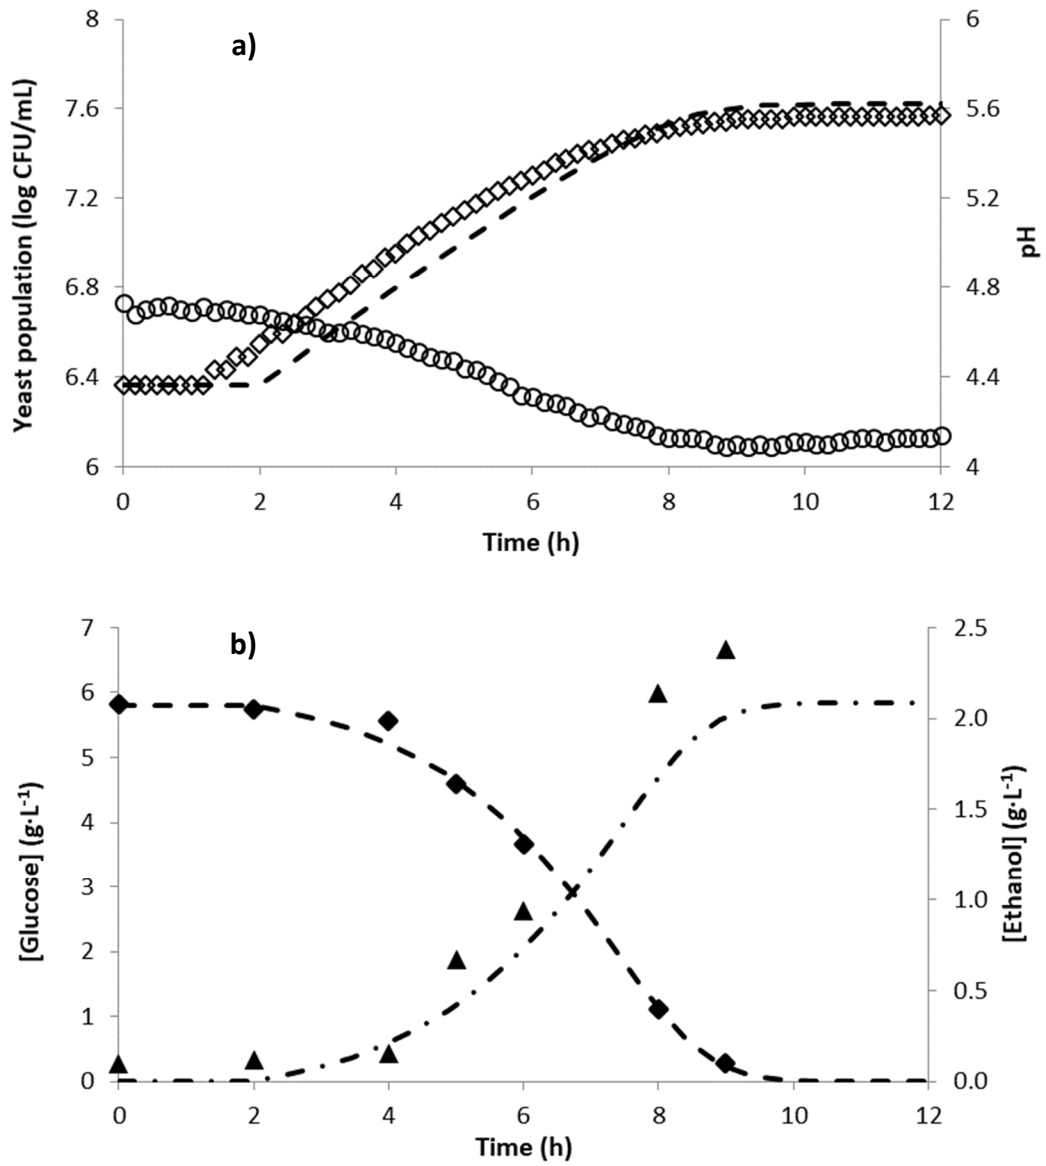 a)
Yeast population (log CFU/mL)
8
7.6
7.2
6.8
6.4
6
6
5.6
5.2
4.8
4.4
4
pH
0 2 4 6 8 10 12
Time (h)
b)
[Glucose] (g·L⁻¹)
7
6
5
4
3
2
1
0
2.5
2.0
1.5
1.0
0.5
0.0
[Ethanol] (g·L⁻¹)
0 2 4 6 8 10 12
Time (h)